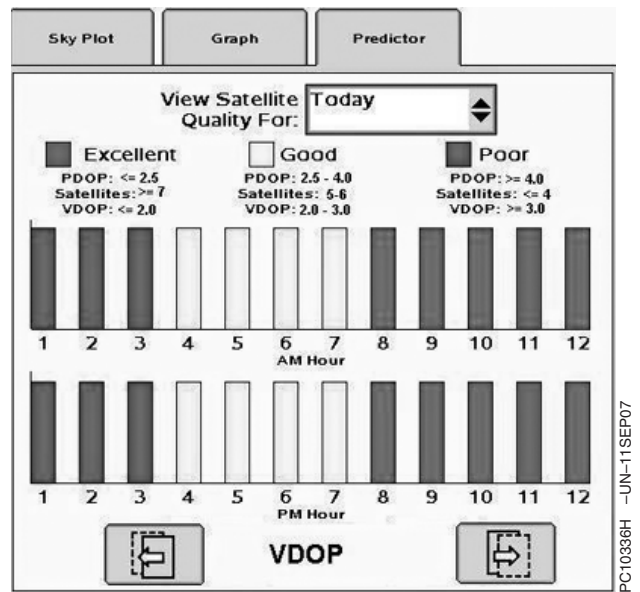 Sky Plot Graph Predictor
View Satellite Today
Quality For:
Excellent Good Poor
PDOP: <= 2.5 PDOP: 2.5 - 4.0 PDOP: >= 4.0
Satellites:>= 7 Satellites: 5-6 Satellites: <= 4
VDOP: <= 2.0 VDOP: 2.0 - 3.0 VDOP: >= 3.0
1 2 3 4 5 6 7 8 9 10 11 12
AM Hour
1 2 3 4 5 6 7 8 9 10 11 12
PM Hour
VDOP
PC10336H –UN–11SEP07